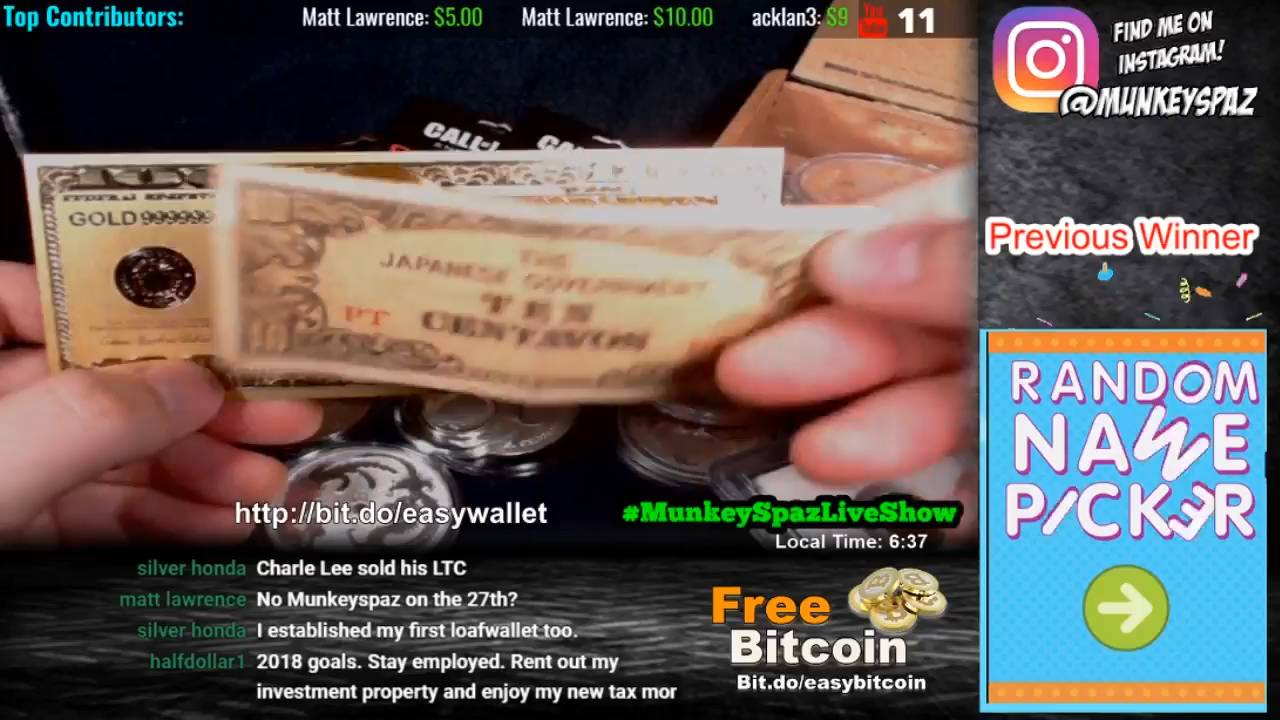 Top Contributors: Matt Lawrence: $5.00 Matt Lawrence: $10.00 acklan3: $9 You Tube 11
FIND ME ON
INSTAGRAM!
@MUNKEYSPAZ
CALL
GOLD 999999
THE
JAPANESE GOVERNMENT
TEN
CENTAVOS
PT
Previous Winner
RANDOM
NAME
PICKER
http://bit.do/easywallet
#MunkeySpazLiveShow
Local Time: 6:37
silver honda Charle Lee sold his LTC
matt lawrence No Munkeyspaz on the 27th?
silver honda I established my first loafwallet too.
halfdollar1 2018 goals. Stay employed. Rent out my
investment property and enjoy my new tax mor
Free
Bitcoin
Bit.do/easybitcoin